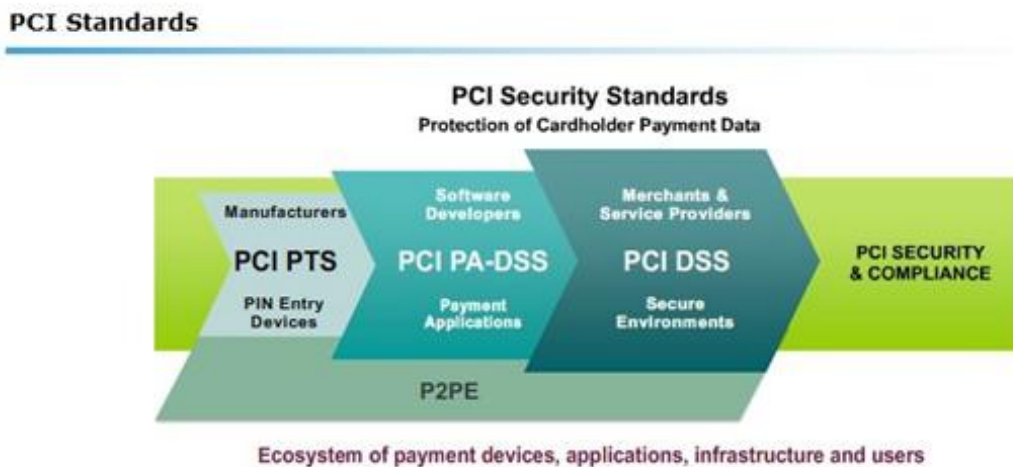 PCI Standards
PCI Security Standards
Protection of Cardholder Payment Data
Manufacturers
PCI PTS
PIN Entry
Devices
Software
Developers
PCI PA-DSS
Payment
Applications
Merchants &
Service Providers
PCI DSS
Secure
Environments
PCI SECURITY
& COMPLIANCE
P2PE
Ecosystem of payment devices, applications, infrastructure and users